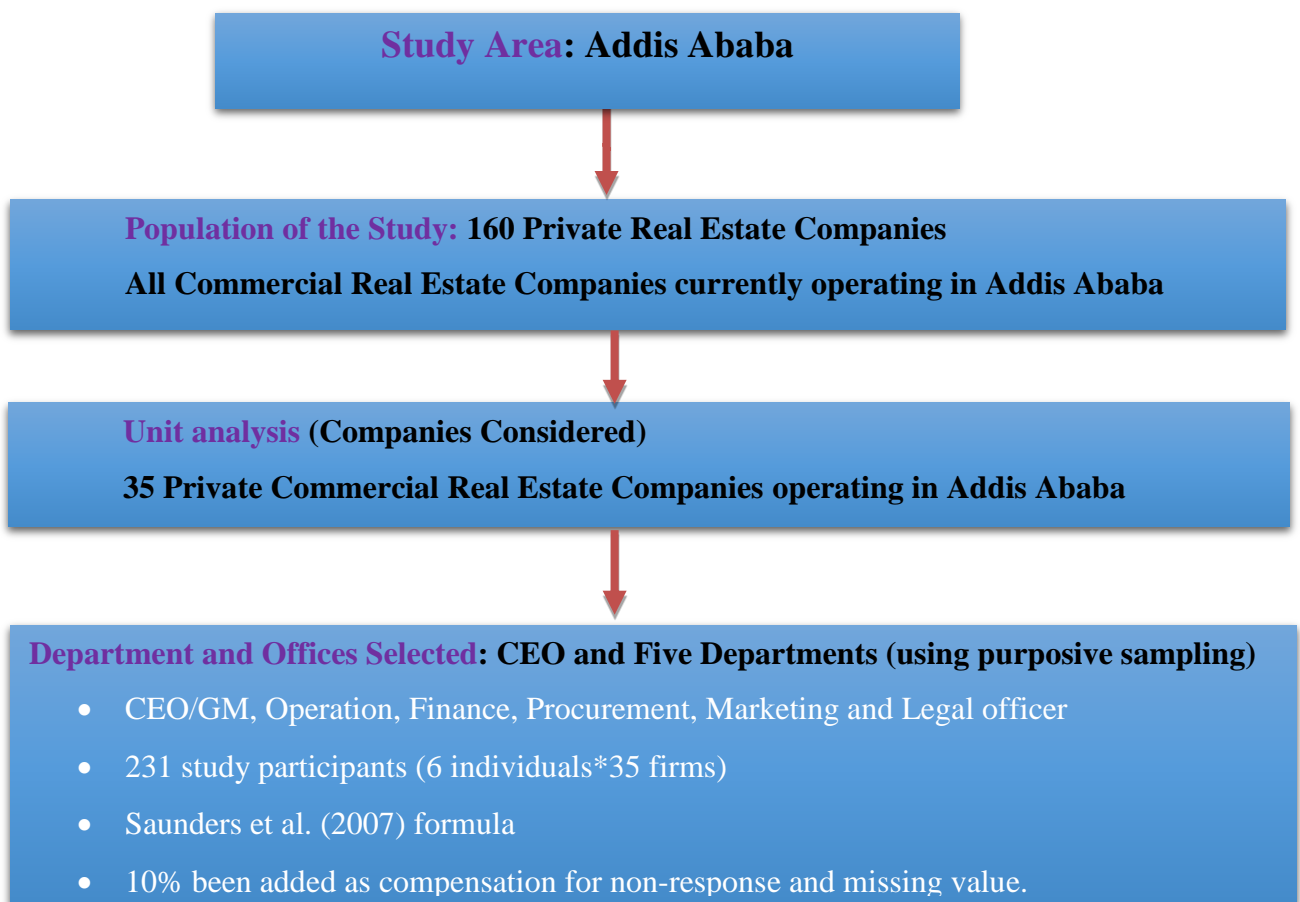 Study Area: Addis Ababa
Population of the Study: 160 Private Real Estate Companies
All Commercial Real Estate Companies currently operating in Addis Ababa
Unit analysis (Companies Considered)
35 Private Commercial Real Estate Companies operating in Addis Ababa
Department and Offices Selected: CEO and Five Departments (using purposive sampling)
• CEO/GM, Operation, Finance, Procurement, Marketing and Legal officer
• 231 study participants (6 individuals*35 firms)
• Saunders et al. (2007) formula
• 10% been added as compensation for non-response and missing value.